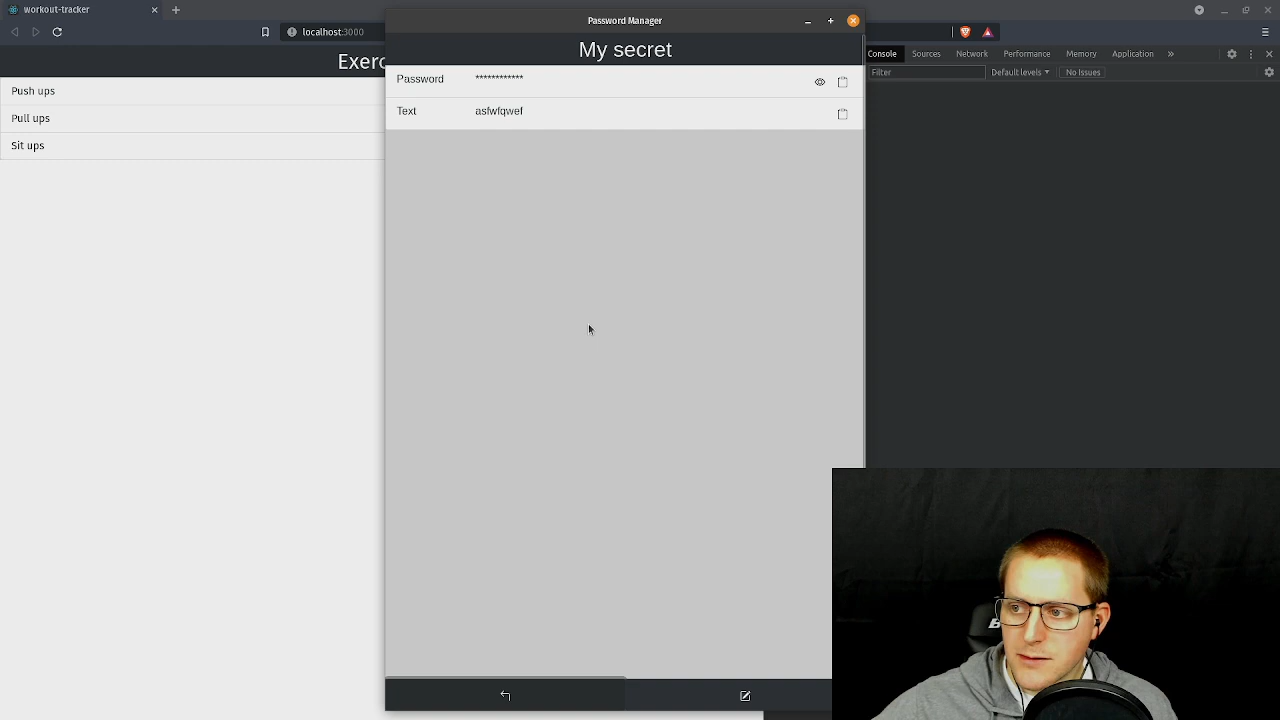 workout-tracker
Password Manager
localhost:3000
My secret
Exerc
Console
Sources
Network
Performance
Memory
Application
Filter
Default levels
No Issues
Push ups
Pull ups
Sit ups
Password
************
Text
asfwfqwef